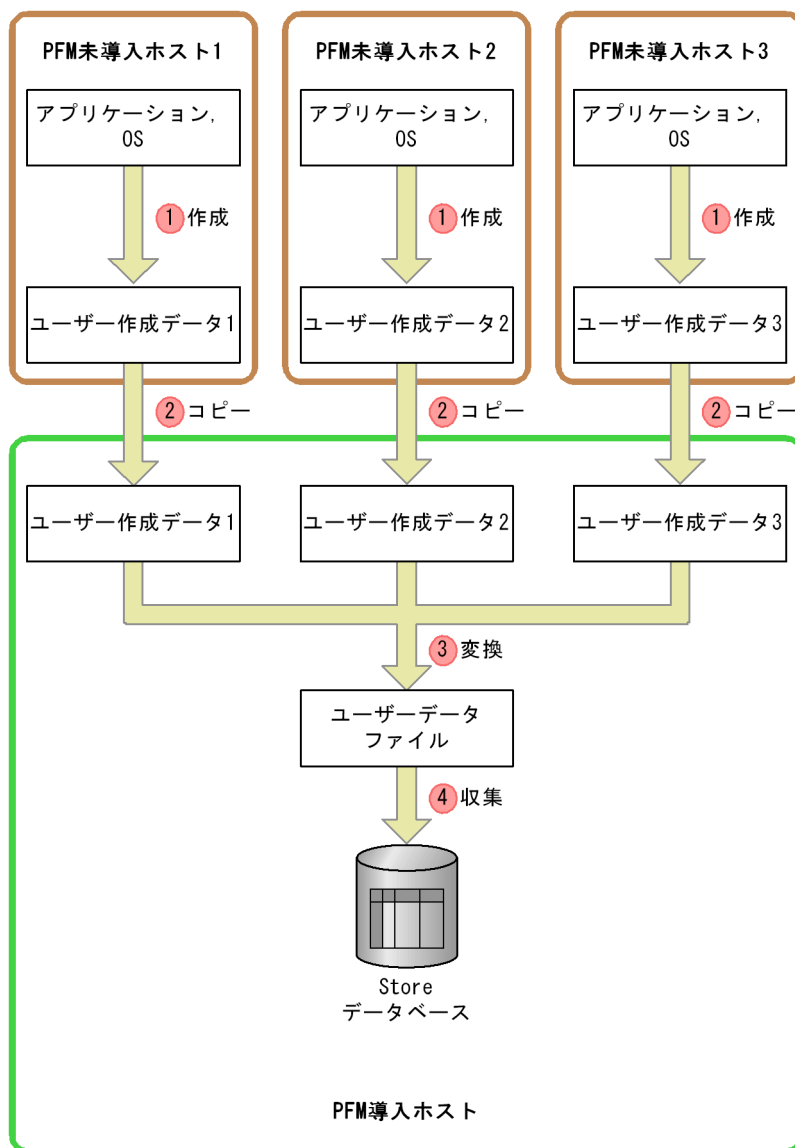 PFM未導入ホスト1
PFM未導入ホスト2
PFM未導入ホスト3
アプリケーション,
OS
アプリケーション,
OS
アプリケーション,
OS
1 作成
1 作成
1 作成
ユーザー作成データ1
ユーザー作成データ2
ユーザー作成データ3
2 コピー
2 コピー
2 コピー
ユーザー作成データ1
ユーザー作成データ2
ユーザー作成データ3
3 変換
ユーザーデータ
ファイル
4 収集
Store
データベース
PFM導入ホスト